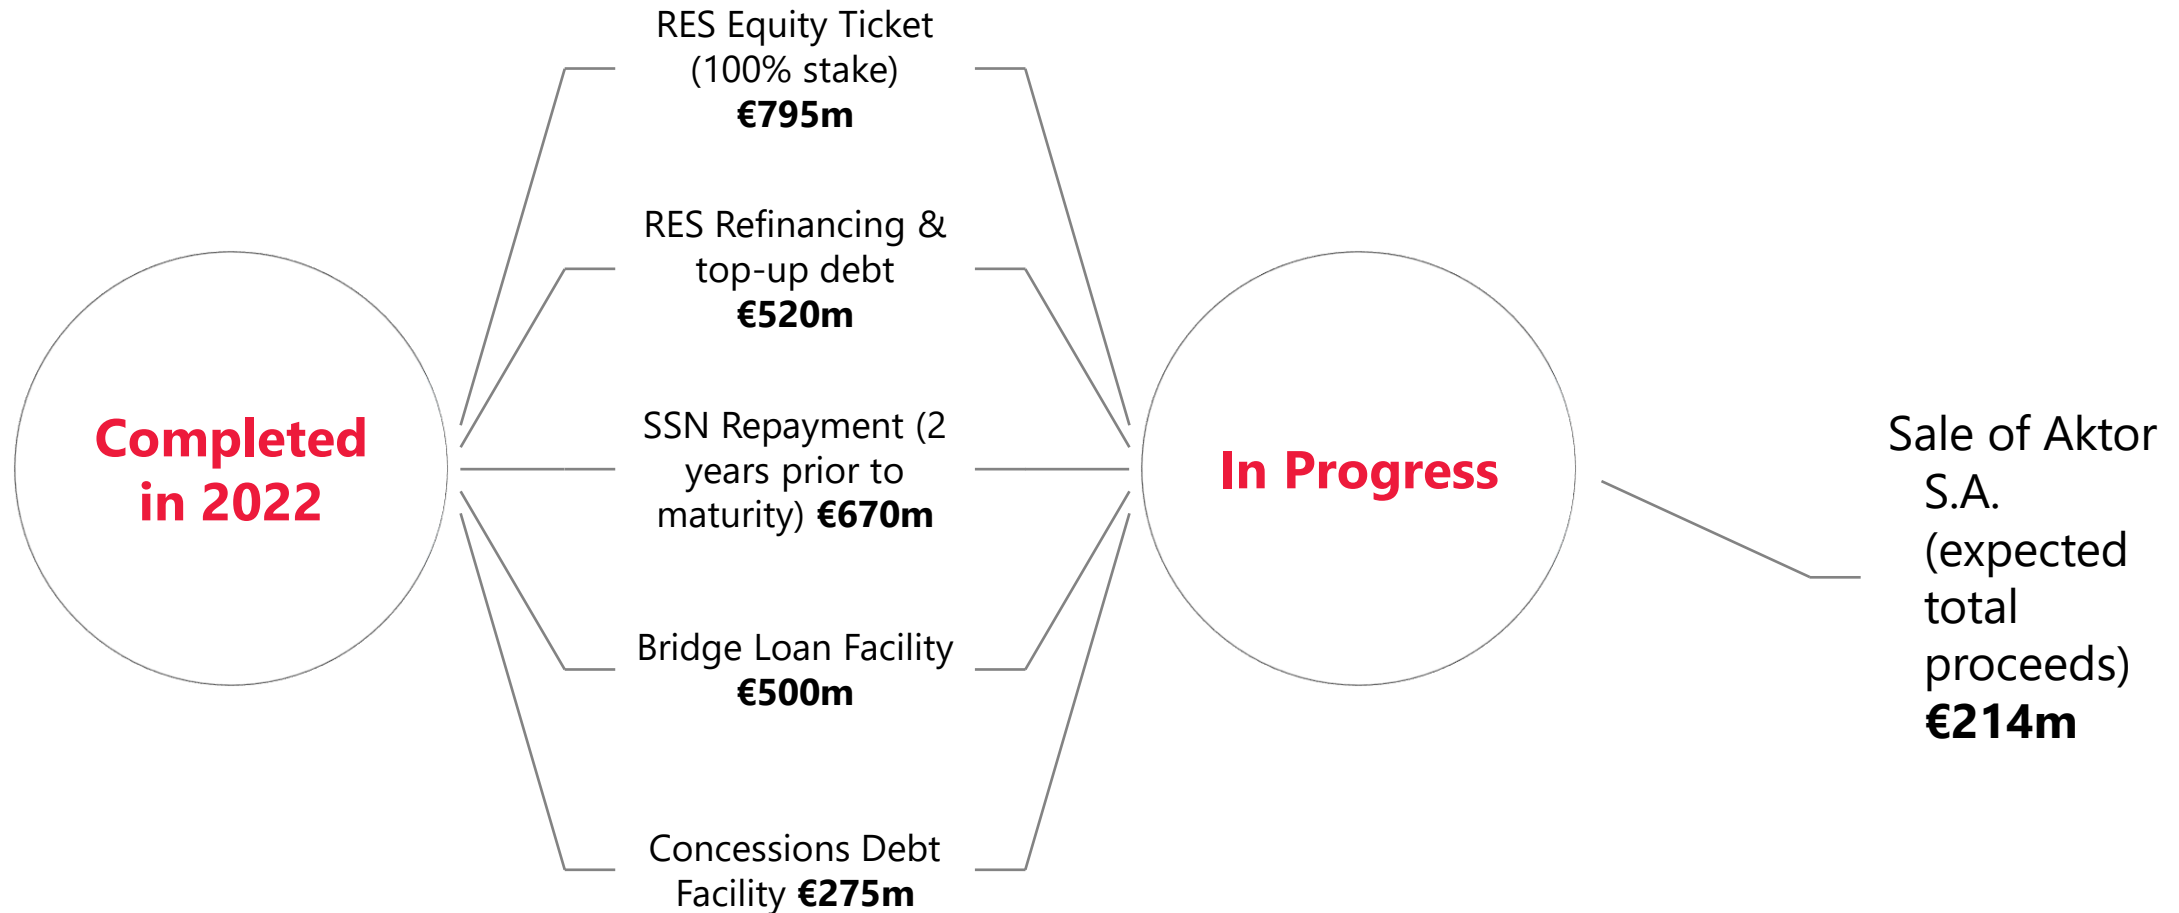 Completed
in 2022
RES Equity Ticket
(100% stake)
€795m
RES Refinancing &
top-up debt
€520m
SSN Repayment (2
years prior to
maturity) €670m
Bridge Loan Facility
€500m
Concessions Debt
Facility €275m
In Progress
Sale of Aktor
S.A.
(expected
total
proceeds)
€214m